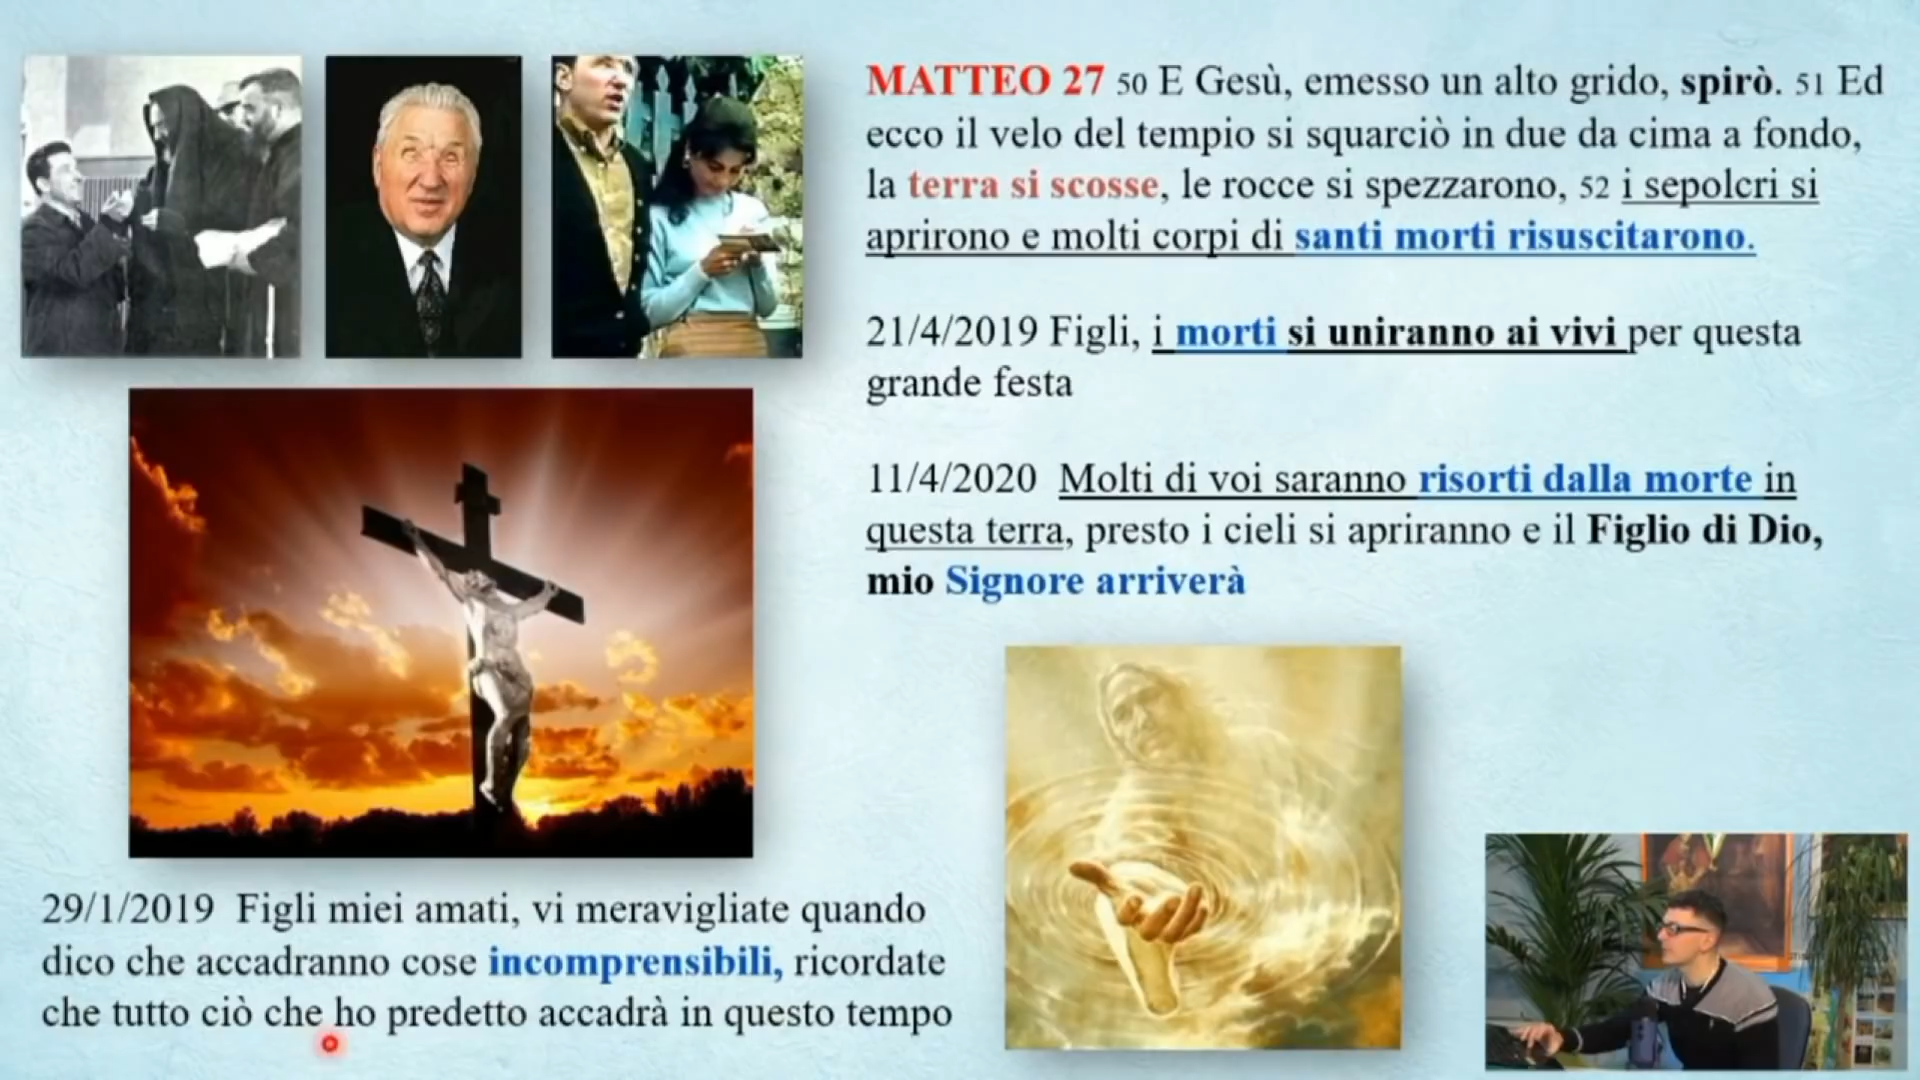 MATTEO 27 50 E Gesù, emesso un alto grido, spirò. 51 Ed
ecco il velo del tempio si squarciò in due da cima a fondo,
la terra si scosse, le rocce si spezzarono, 52 i sepolcri si
aprirono e molti corpi di santi morti risuscitarono.
21/4/2019 Figli, i morti si uniranno ai vivi per questa
grande festa
11/4/2020 Molti di voi saranno risorti dalla morte in
questa terra, presto i cieli si apriranno e il Figlio di Dio,
mio Signore arriverà
29/1/2019 Figli miei amati, vi meravigliate quando
dico che accadranno cose incomprensibili, ricordate
che tutto ciò che ho predetto accadrà in questo tempo